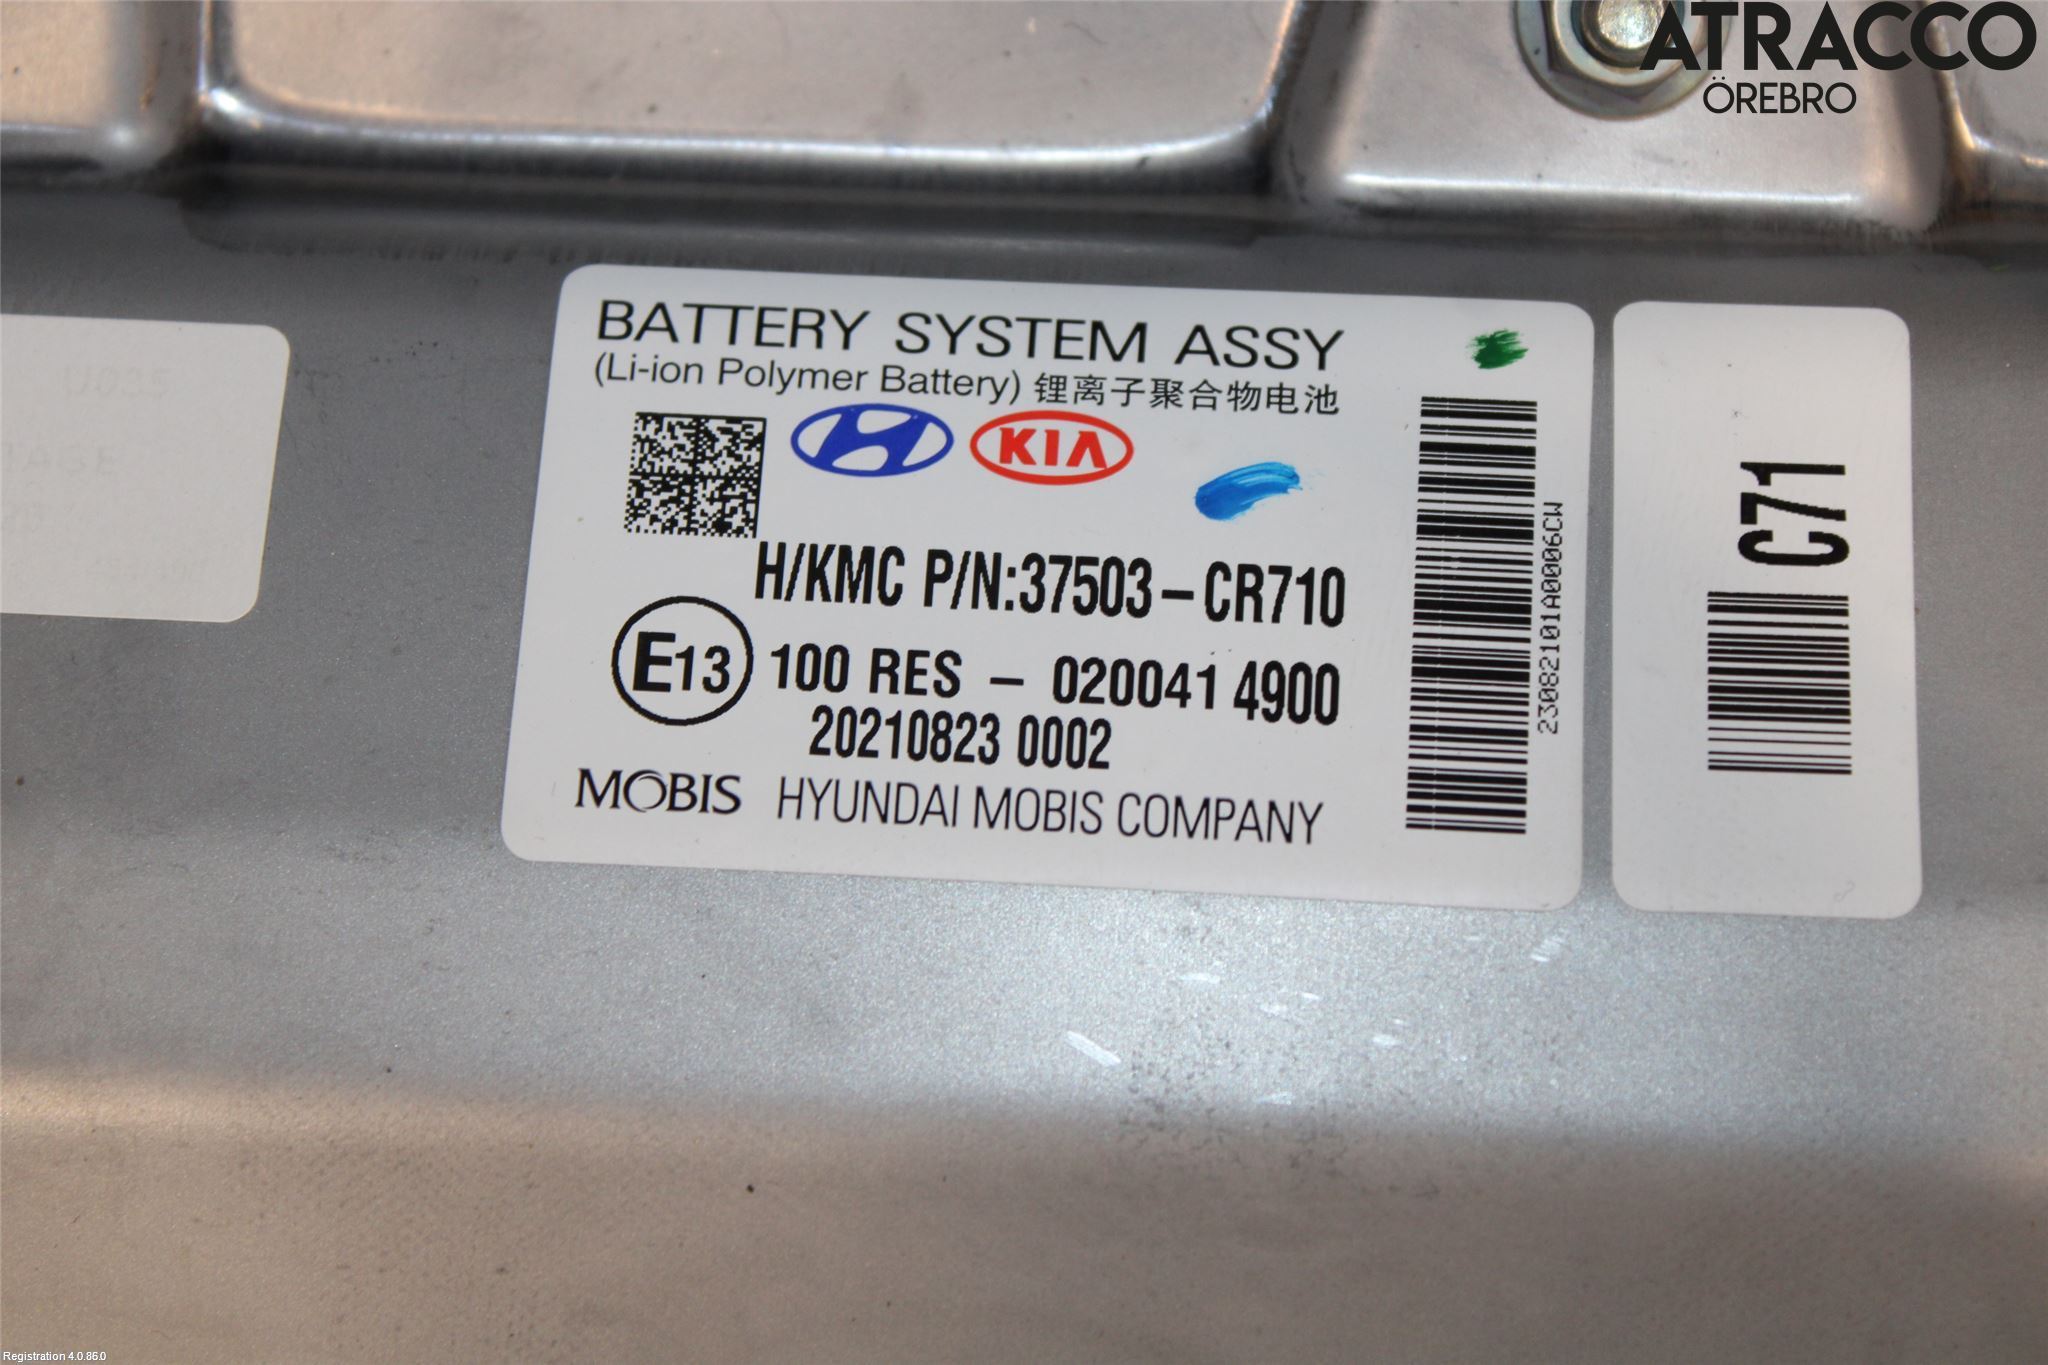 ATRACCO
ÖREBRO
BATTERY SYSTEM ASSY
(Li-ion Polymer Battery) 锂离子聚合物电池
KIA
H/KMC P/N:37503-CR710
E13 100 RES - 020041 4900
20210823 0002
MOBIS HYUNDAI MOBIS COMPANY
23082101A0006CW
C71
U035
Registration 4.0.86.0